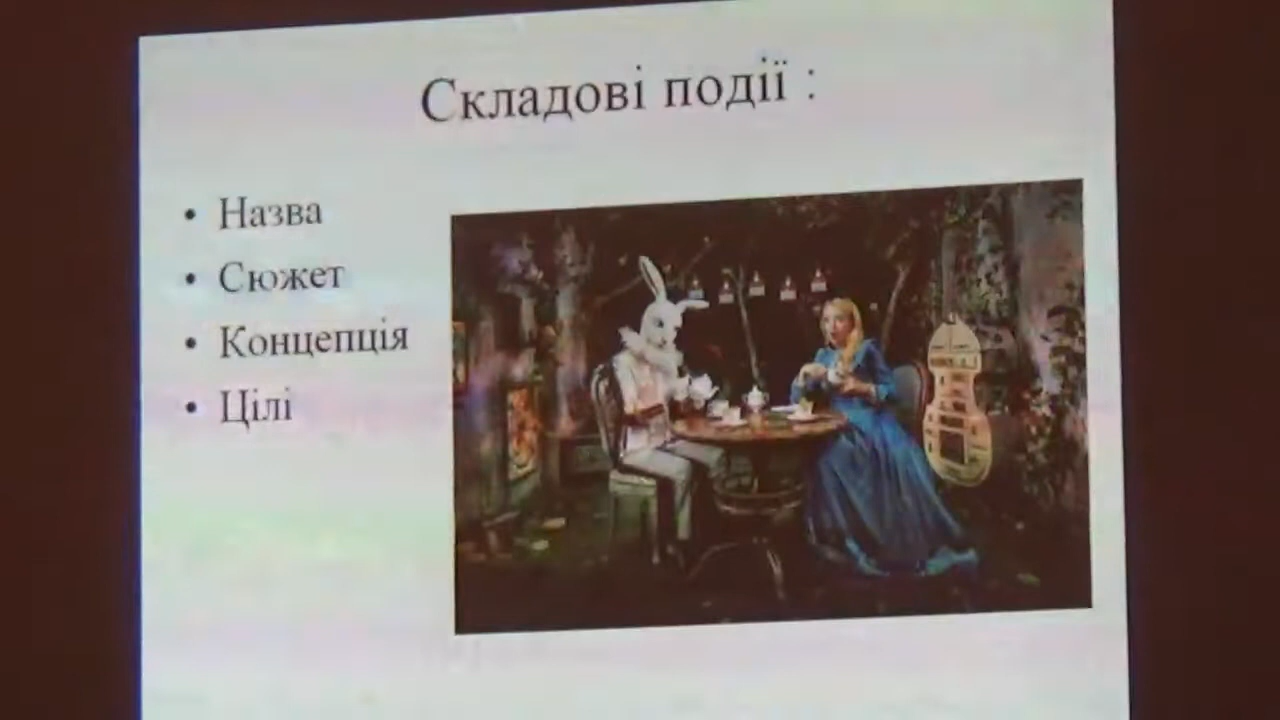 Складові події :
• Назва
• Сюжет
• Концепція
• Цілі